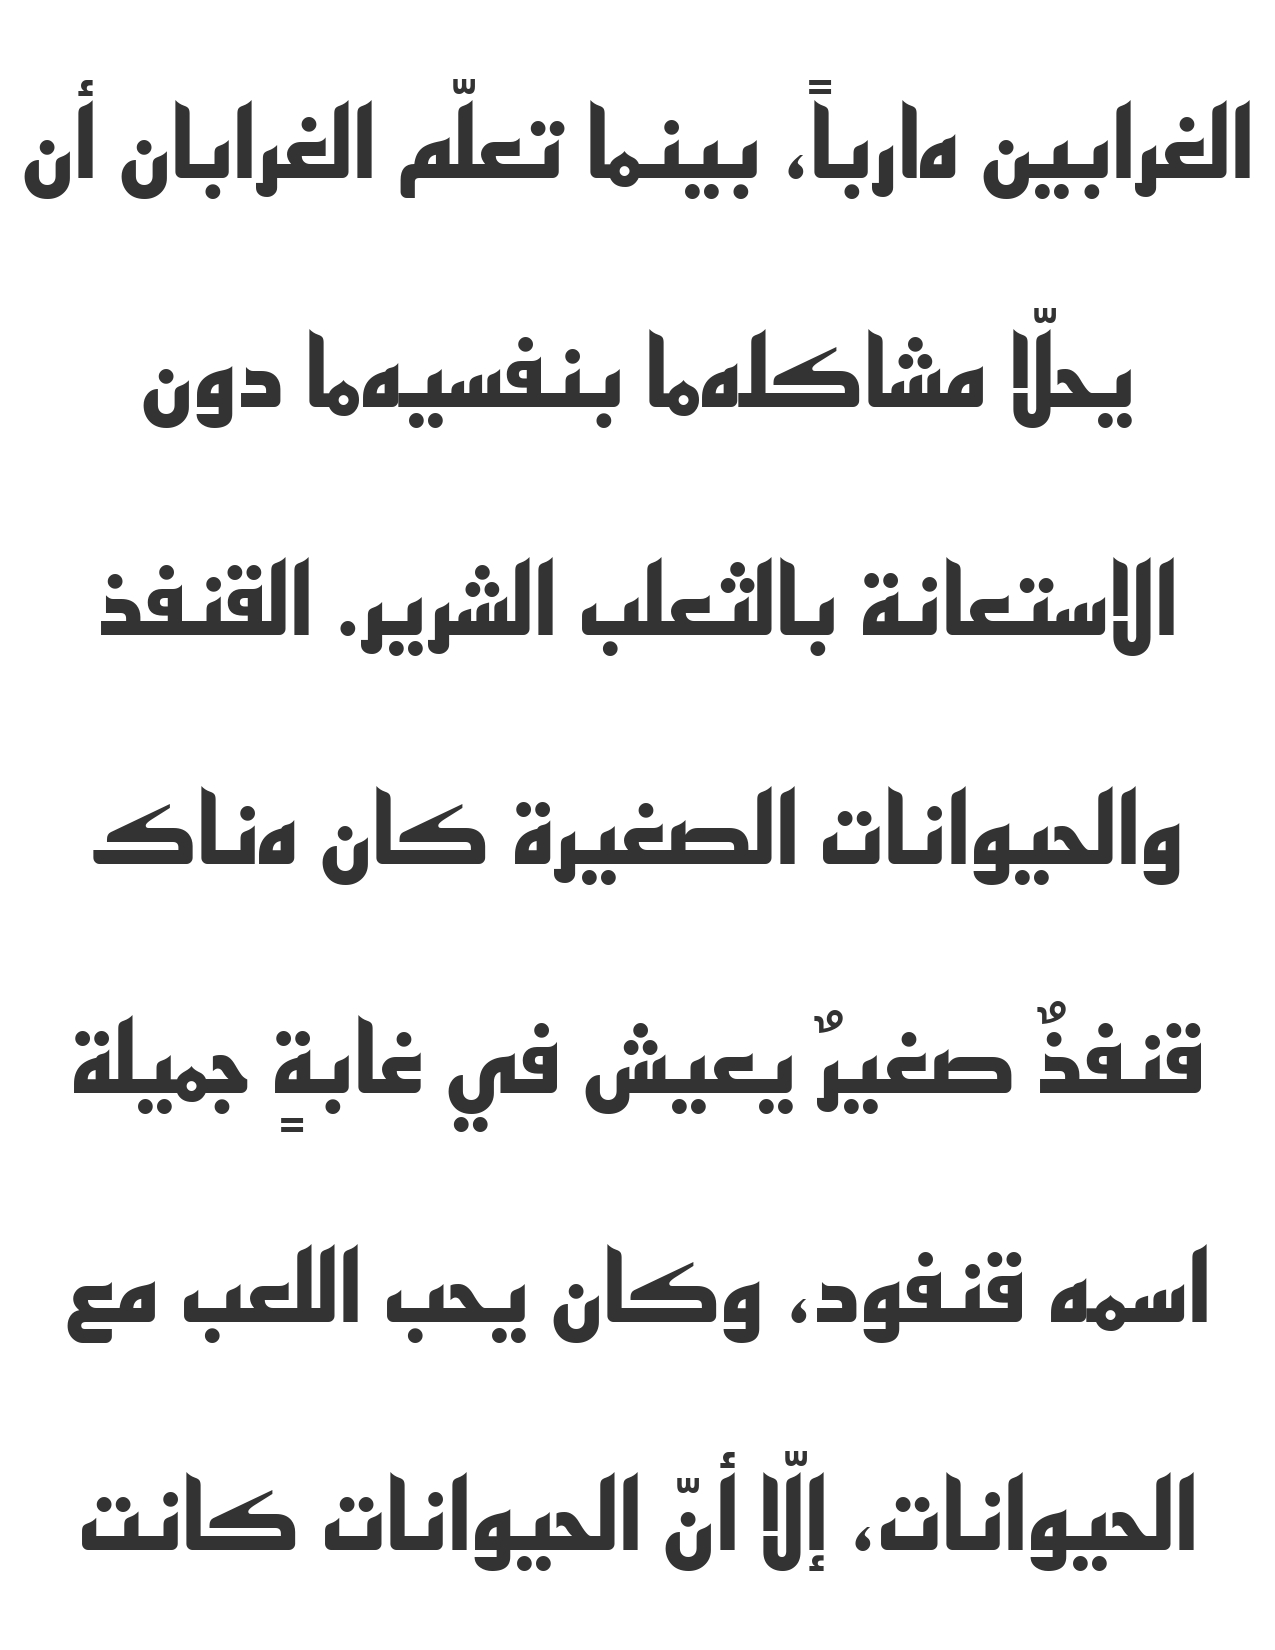 الغرابين هارباً، بينما تعلّم الغرابان أن
يحلّا مشاكلهما بنفسيهما دون
الاستعانة بالثعلب الشرير. القنفذ
والحيوانات الصغيرة كان هناك
قنفذٌ صغيرٌ يعيش في غابةٍ جميلة
اسمه قنفود، وكان يحب اللعب مع
الحيوانات، إلّا أنّ الحيوانات كانت